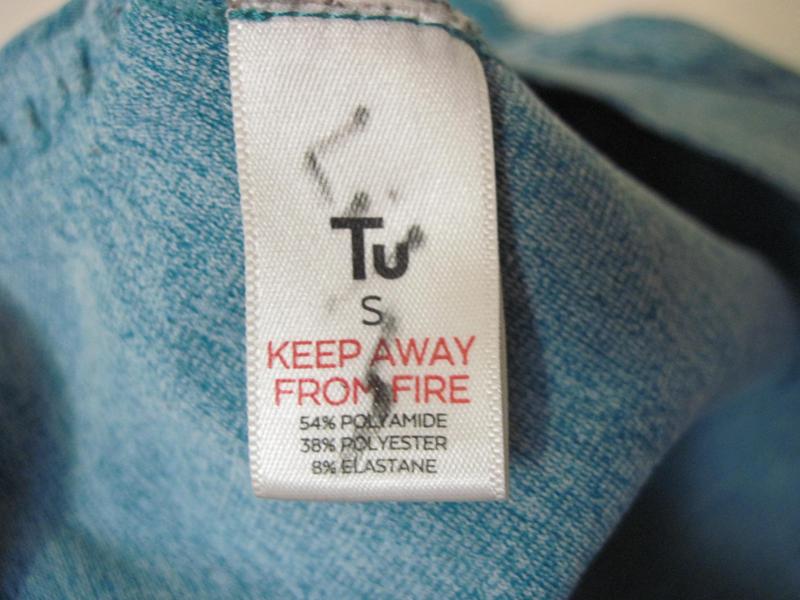 Tu
S
KEEP AWAY
FROM FIRE
54% POLYAMIDE
38% POLYESTER
8% ELASTANE